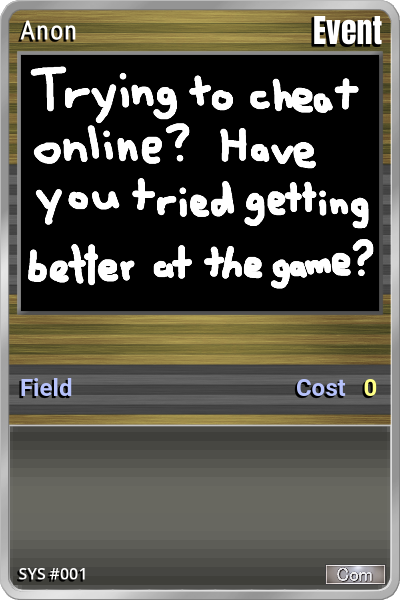 Anon Event
Trying to cheat
online? Have
you tried getting
better at the game?
Field Cost 0
SYS #001 Com